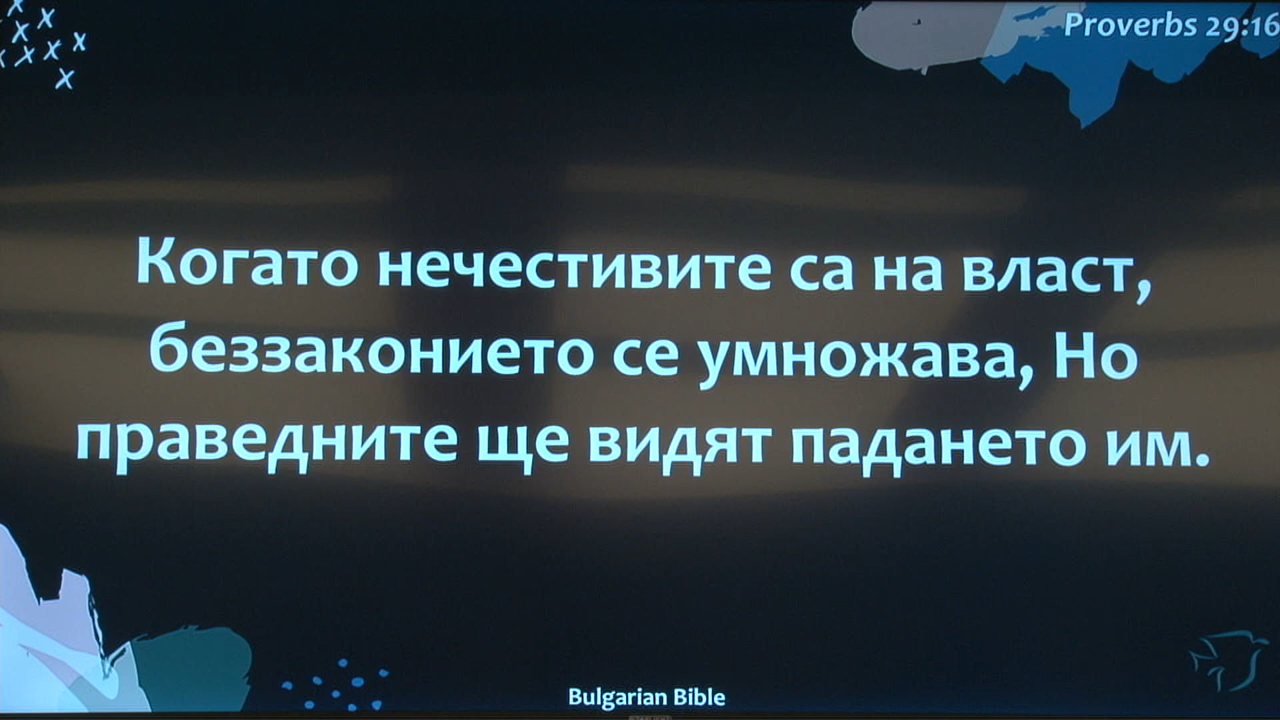 Proverbs 29:16
Когато нечестивите са на власт,
беззаконието се умножава, Но
праведните ще видят падането им.
Bulgarian Bible